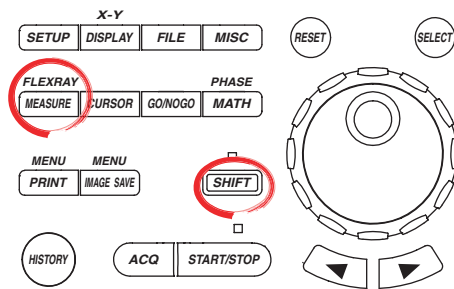 X-Y
SETUP DISPLAY FILE MISC RESET SELECT
FLEXRAY PHASE
MEASURE CURSOR GO/NOGO MATH
MENU MENU
PRINT IMAGE SAVE SHIFT
HISTORY ACQ START/STOP